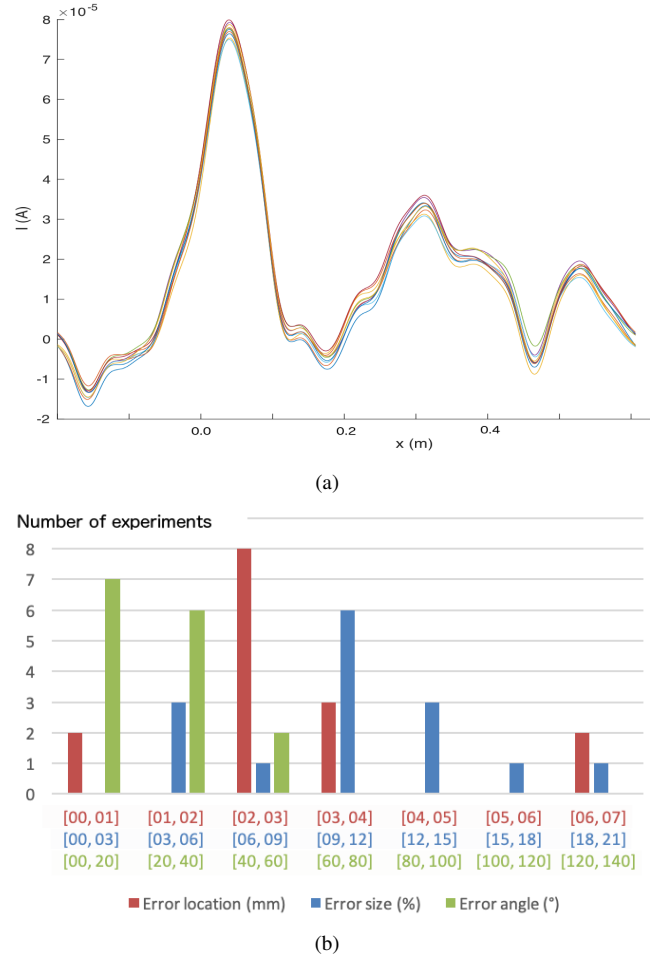 8 ×10⁻⁵
7
6
5
4
3
2
1
0
-1
-2
I (A)
0.0 0.2 0.4
x (m)
(a)
Number of experiments
8
7
6
5
4
3
2
1
0
[00, 01] [01, 02] [02, 03] [03, 04] [04, 05] [05, 06] [06, 07]
[00, 03] [03, 06] [06, 09] [09, 12] [12, 15] [15, 18] [18, 21]
[00, 20] [20, 40] [40, 60] [60, 80] [80, 100] [100, 120] [120, 140]
Error location (mm) Error size (%) Error angle (°)
(b)